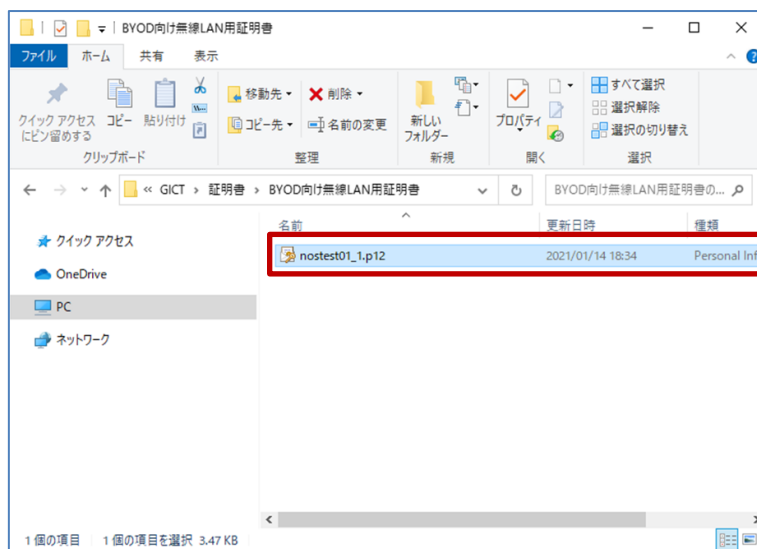 BYOD向け無線LAN用証明書
ファイル ホーム 共有 表示
クイック アクセス
にピン留めする
コピー
貼り付け
クリップボード
移動先
コピー先
削除
名前の変更
整理
新しい
フォルダー
新規
プロパティ
開く
すべて選択
選択解除
選択の切り替え
選択
« GICT › 証明書 › BYOD向け無線LAN用証明書
BYOD向け無線LAN用証明書の...
名前 更新日時 種類
クイック アクセス
OneDrive
PC
ネットワーク
nostest01_1.p12 2021/01/14 18:34 Personal Inf
1 個の項目 1 個の項目を選択 3.47 KB